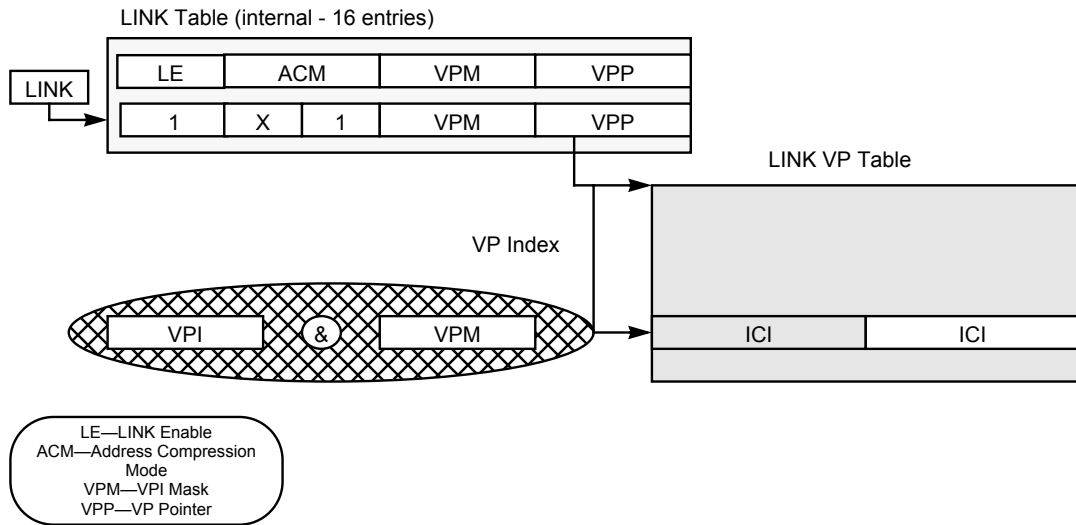 LINK Table (internal - 16 entries)
LE ACM VPM VPP
LINK
1 X 1 VPM VPP
LINK VP Table
VP Index
VPI & VPM
ICI ICI
LE—LINK Enable
ACM—Address Compression
Mode
VPM—VPI Mask
VPP—VP Pointer